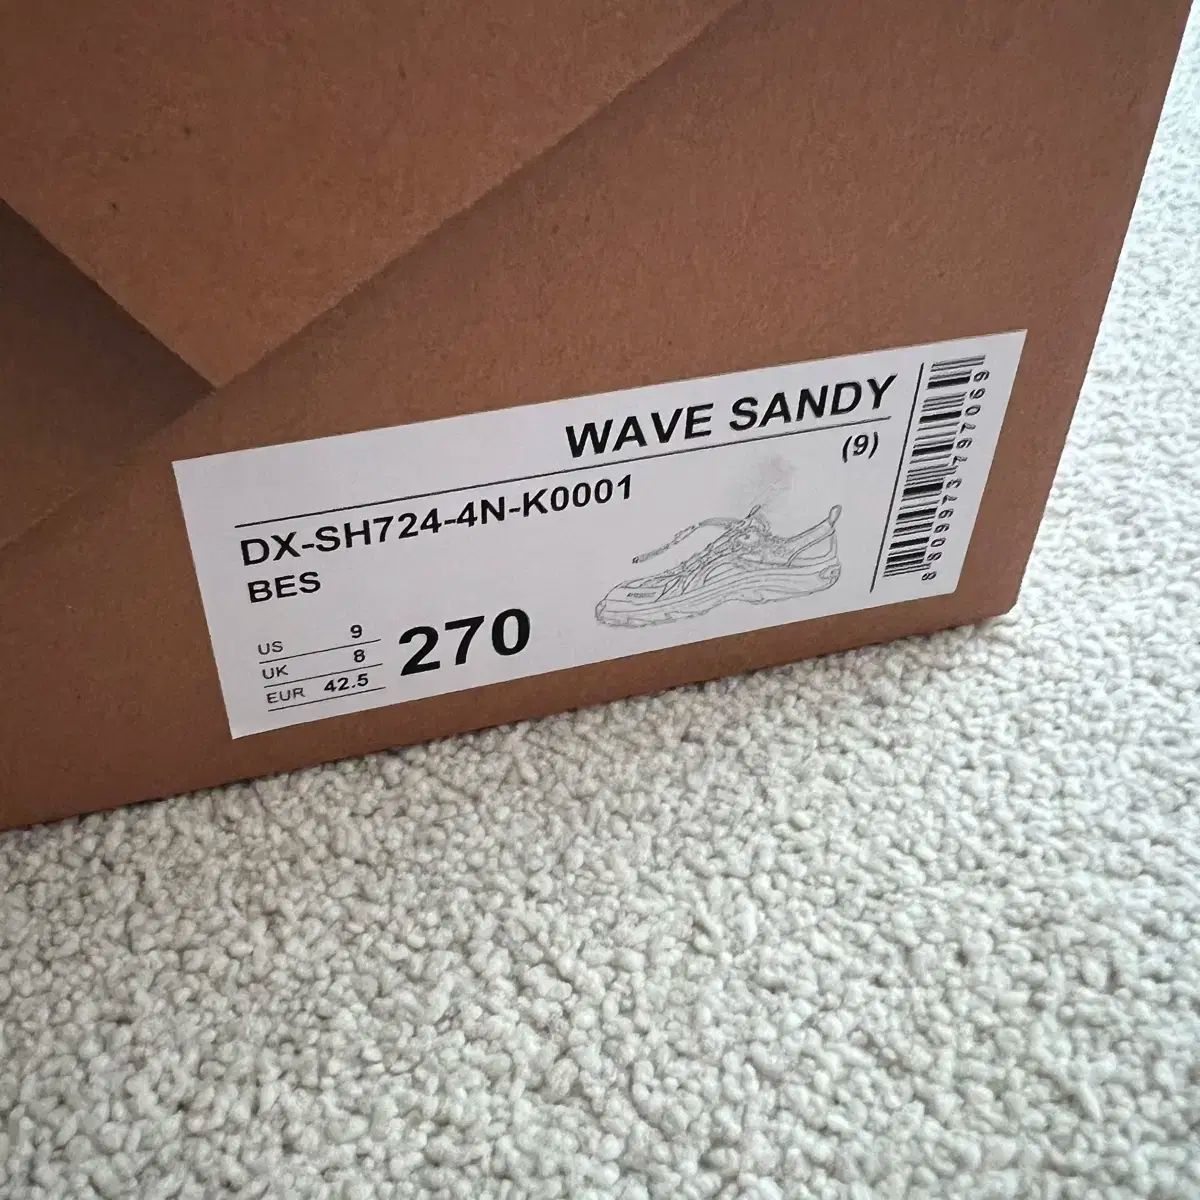 WAVE SANDY
(9)
DX-SH724-4N-K0001
BES
US 9
UK 8
EUR 42.5
270
8809973797069